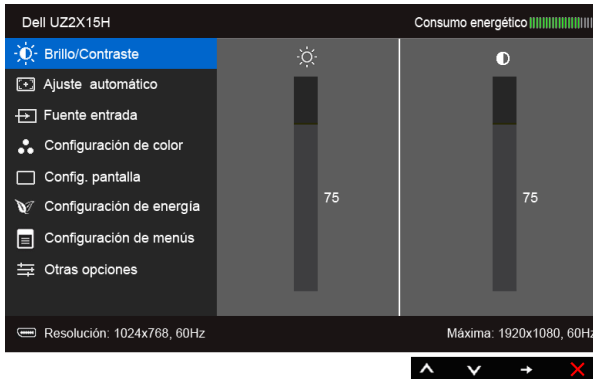 Dell UZ2X15H
Consumo energético
Brillo/Contraste
Ajuste automático
Fuente entrada
Configuración de color
Config. pantalla
75
75
Configuración de energía
Configuración de menús
Otras opciones
Resolución: 1024x768, 60Hz
Máxima: 1920x1080, 60Hz